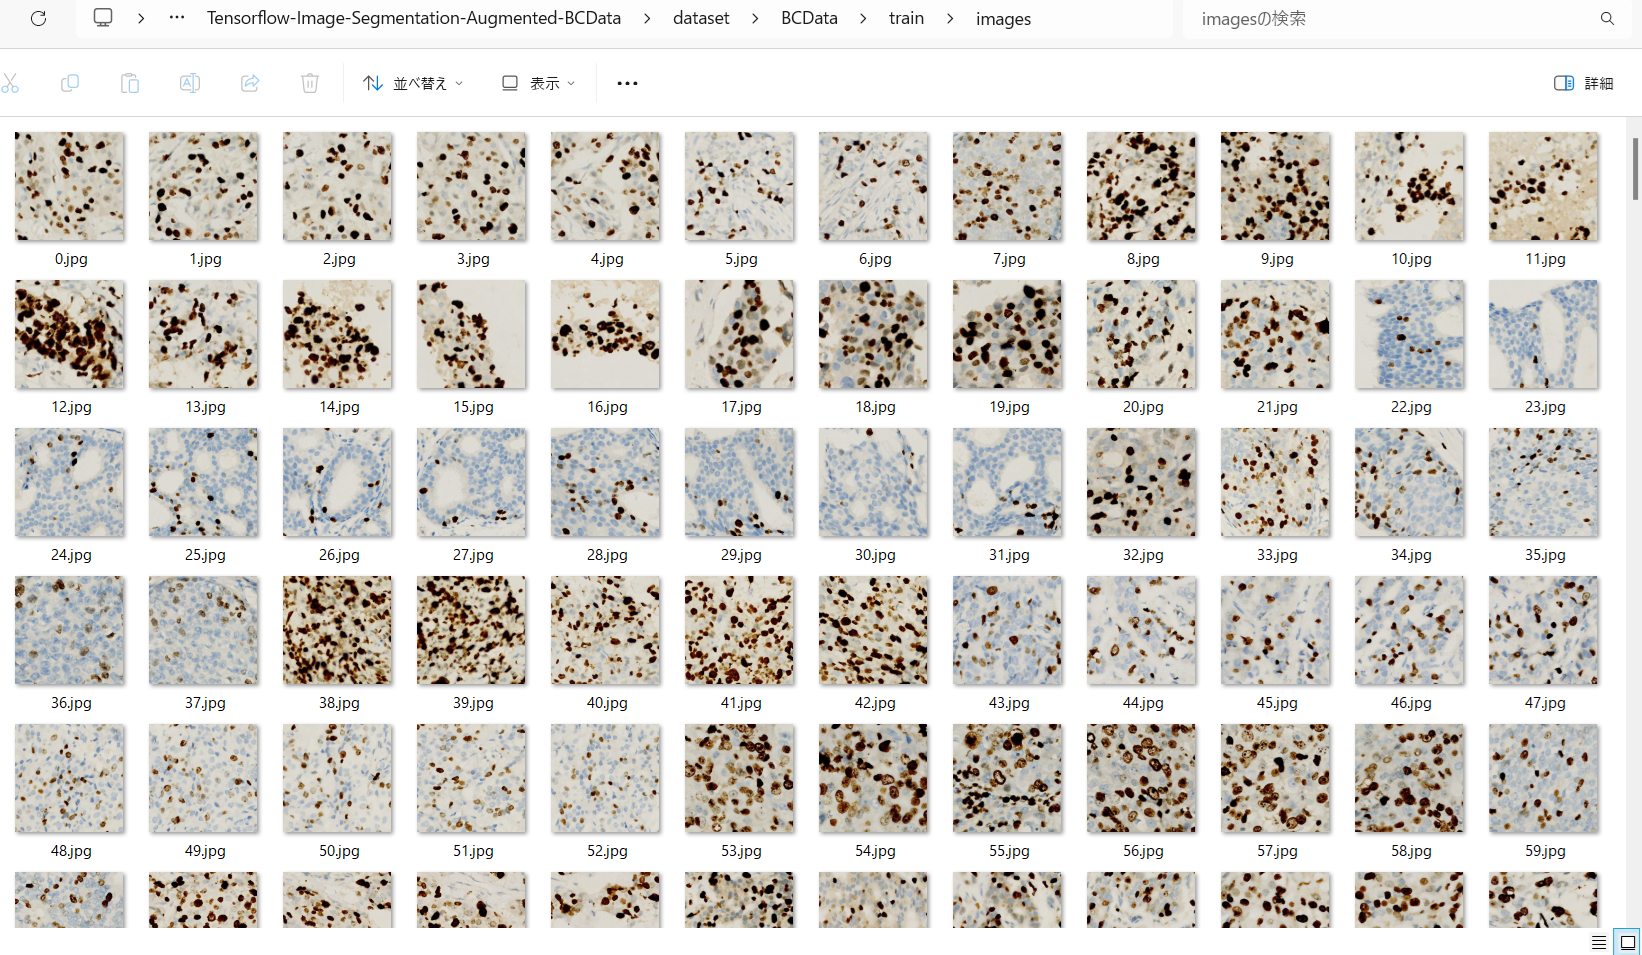 Tensorflow-Image-Segmentation-Augmented-BCData > dataset > BCData > train > images
imagesの検索
並べ替え 表示 詳細
0.jpg 1.jpg 2.jpg 3.jpg 4.jpg 5.jpg 6.jpg 7.jpg 8.jpg 9.jpg 10.jpg 11.jpg
12.jpg 13.jpg 14.jpg 15.jpg 16.jpg 17.jpg 18.jpg 19.jpg 20.jpg 21.jpg 22.jpg 23.jpg
24.jpg 25.jpg 26.jpg 27.jpg 28.jpg 29.jpg 30.jpg 31.jpg 32.jpg 33.jpg 34.jpg 35.jpg
36.jpg 37.jpg 38.jpg 39.jpg 40.jpg 41.jpg 42.jpg 43.jpg 44.jpg 45.jpg 46.jpg 47.jpg
48.jpg 49.jpg 50.jpg 51.jpg 52.jpg 53.jpg 54.jpg 55.jpg 56.jpg 57.jpg 58.jpg 59.jpg